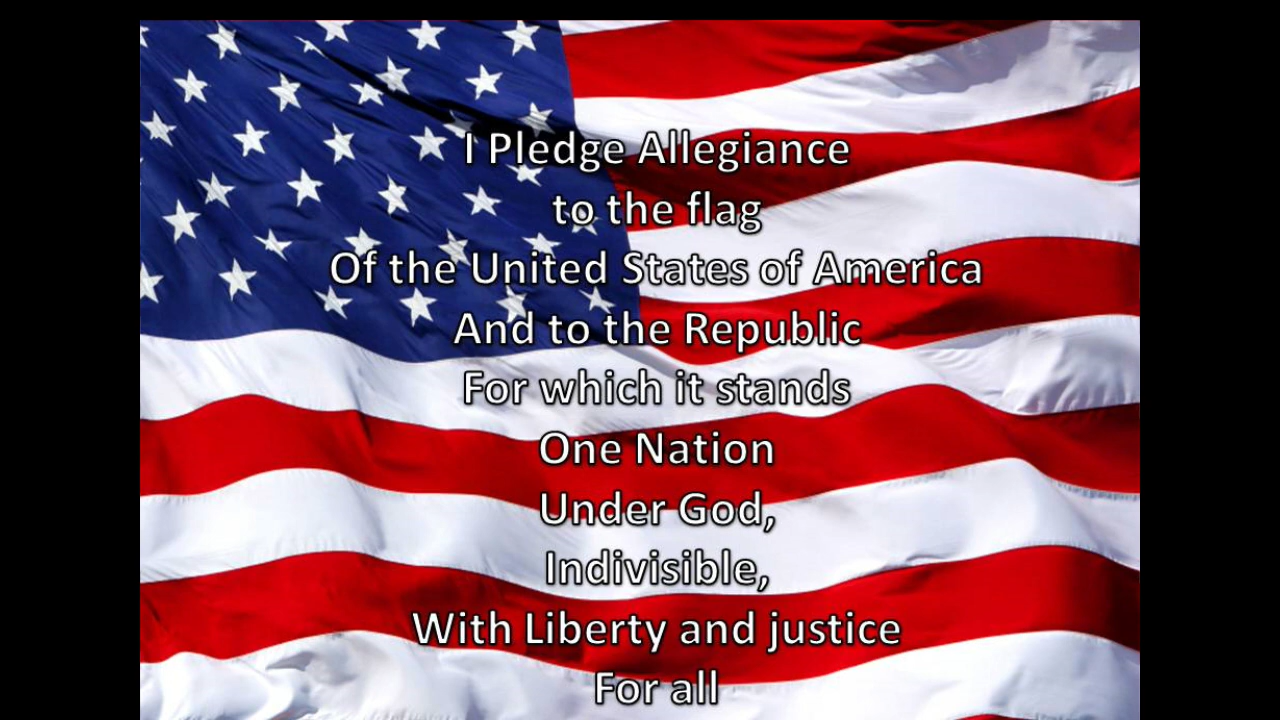 I Pledge Allegiance
to the flag
Of the United States of America
And to the Republic
For which it stands
One Nation
Under God,
Indivisible,
With Liberty and justice
For all